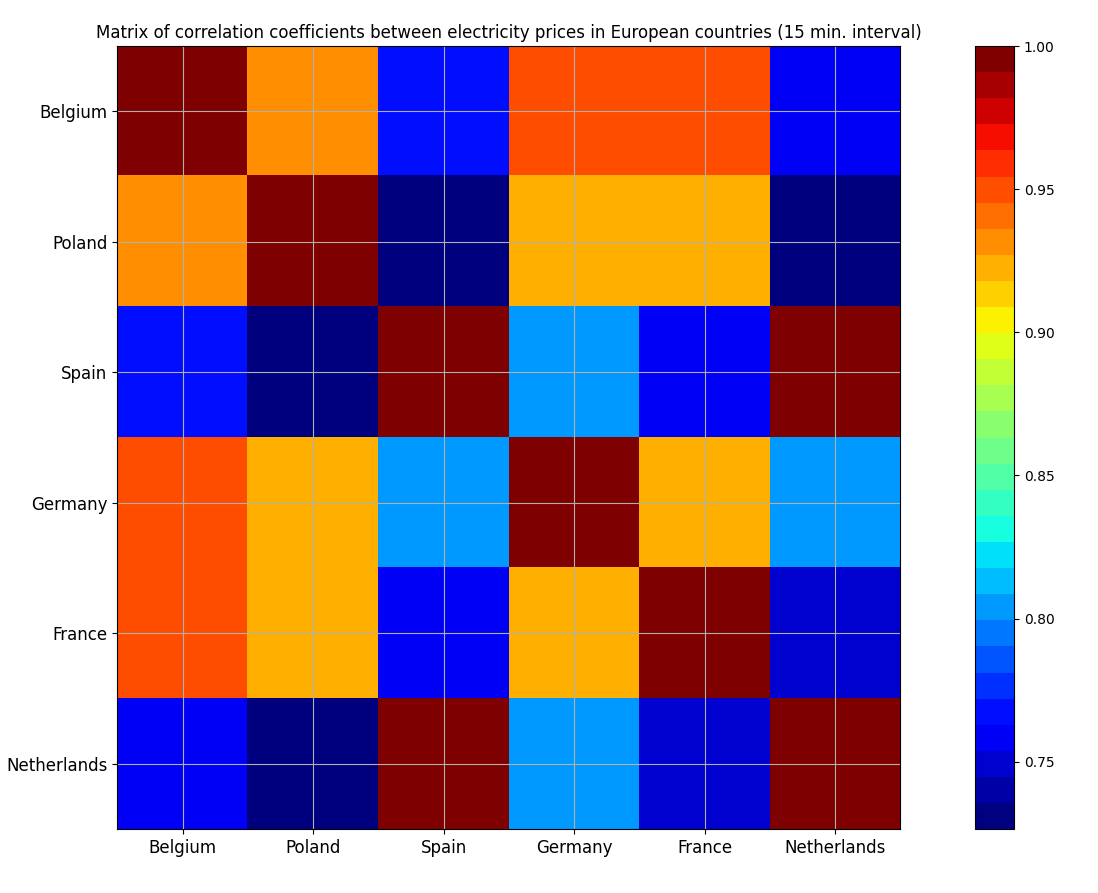 Matrix of correlation coefficients between electricity prices in European countries (15 min. interval)
Belgium
Poland
Spain
Germany
France
Netherlands
Belgium Poland Spain Germany France Netherlands
1.00
0.95
0.90
0.85
0.80
0.75